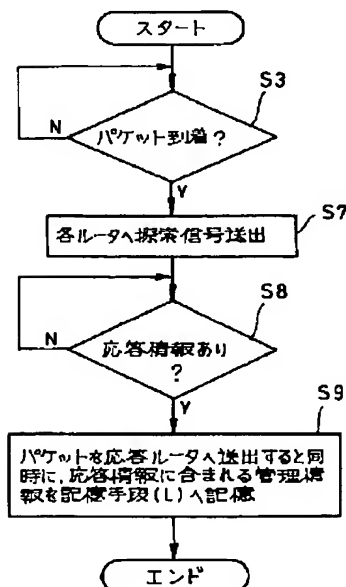 スタート
S3
N
パケット到着?
Y
S7
各ルータへ探索信号送出
S8
N
応答情報あり
?
Y
S9
パケットを応答ルータへ送出すると同
時に,応答情報に含まれる管理情
報を記憶手段(L)へ記憶
エンド